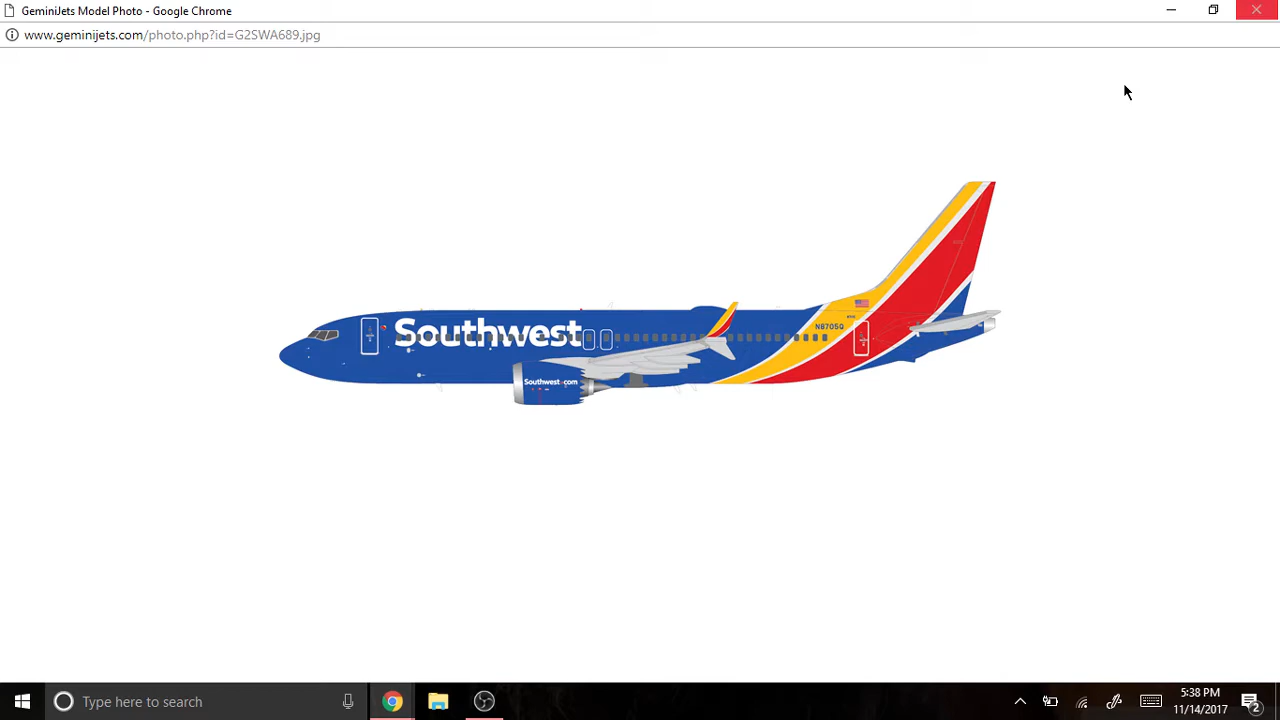 GeminiJets Model Photo - Google Chrome
www.geminijets.com/photo.php?id=G2SWA689.jpg
Southwest
N8705Q
Southwest.com
Type here to search
5:38 PM
11/14/2017
2